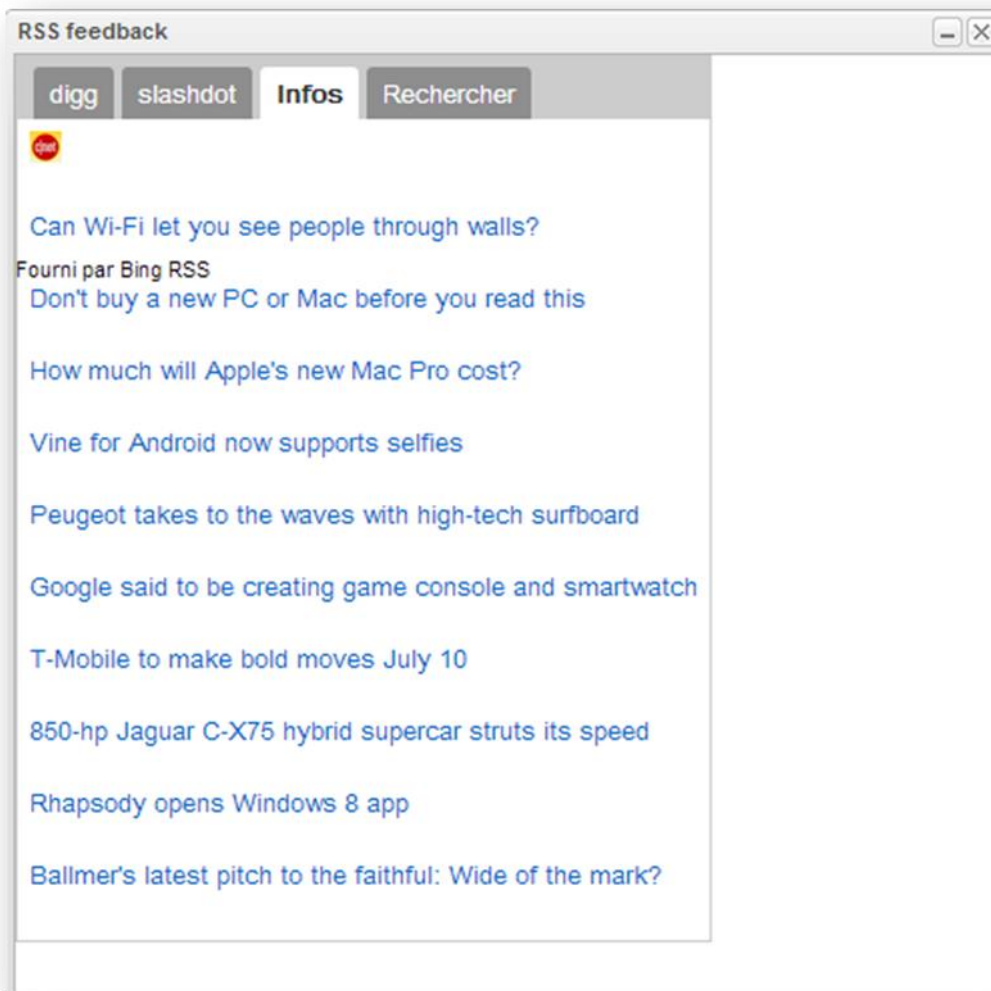 RSS feedback
digg slashdot Infos Rechercher
c|net
Can Wi-Fi let you see people through walls?
Fourni par Bing RSS
Don't buy a new PC or Mac before you read this
How much will Apple's new Mac Pro cost?
Vine for Android now supports selfies
Peugeot takes to the waves with high-tech surfboard
Google said to be creating game console and smartwatch
T-Mobile to make bold moves July 10
850-hp Jaguar C-X75 hybrid supercar struts its speed
Rhapsody opens Windows 8 app
Ballmer's latest pitch to the faithful: Wide of the mark?